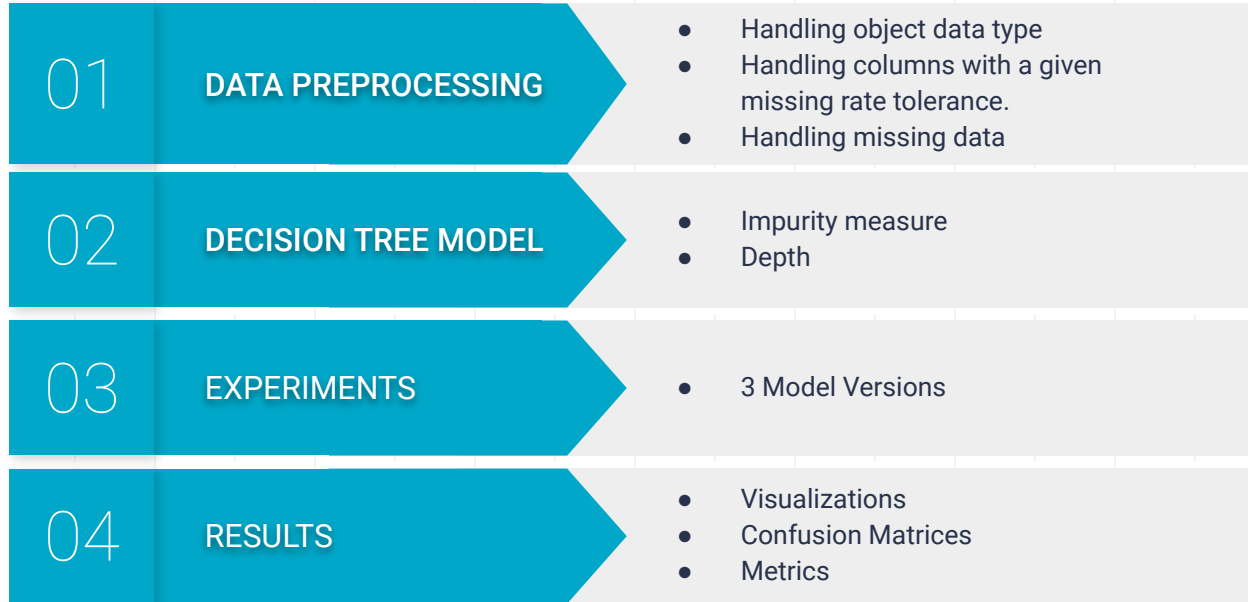 01
DATA PREPROCESSING
● Handling object data type
● Handling columns with a given
missing rate tolerance.
● Handling missing data
02
DECISION TREE MODEL
● Impurity measure
● Depth
03
EXPERIMENTS
● 3 Model Versions
04
RESULTS
● Visualizations
● Confusion Matrices
● Metrics